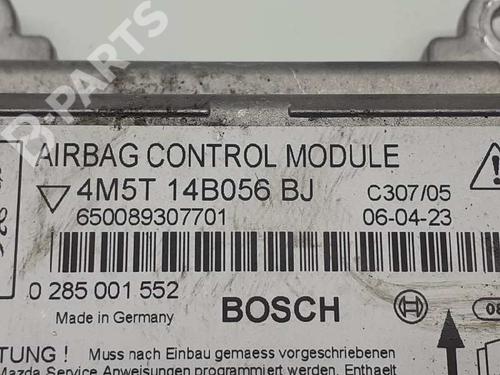 B-PARTS
AIRBAG CONTROL MODULE
4M5T 14B056 BJ C307/05
650089307701 06-04-23
0 285 001 552 BOSCH
Made in Germany
TUNG ! Muss nach Einbau gemaess vorgeschriebenen
Mazda Service Anweisungen programmiert werden. Enthaelt